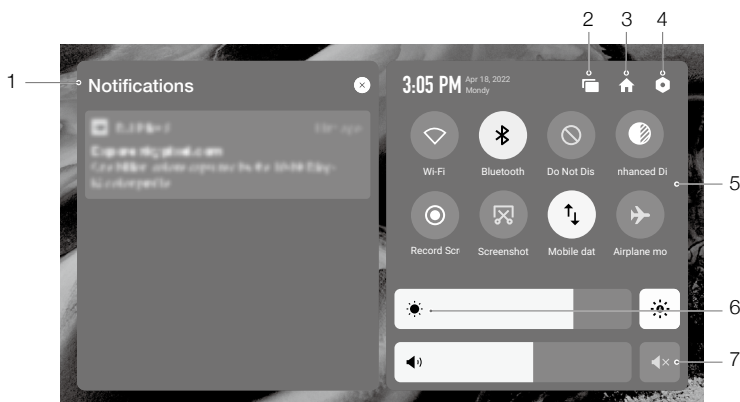 2 3 4
1
Notifications
3:05 PM Apr 18, 2022
Mondy
Wi-Fi Bluetooth Do Not Dis nhanced Di
5
Record Scr Screenshot Mobile dat Airplane mo
6
7